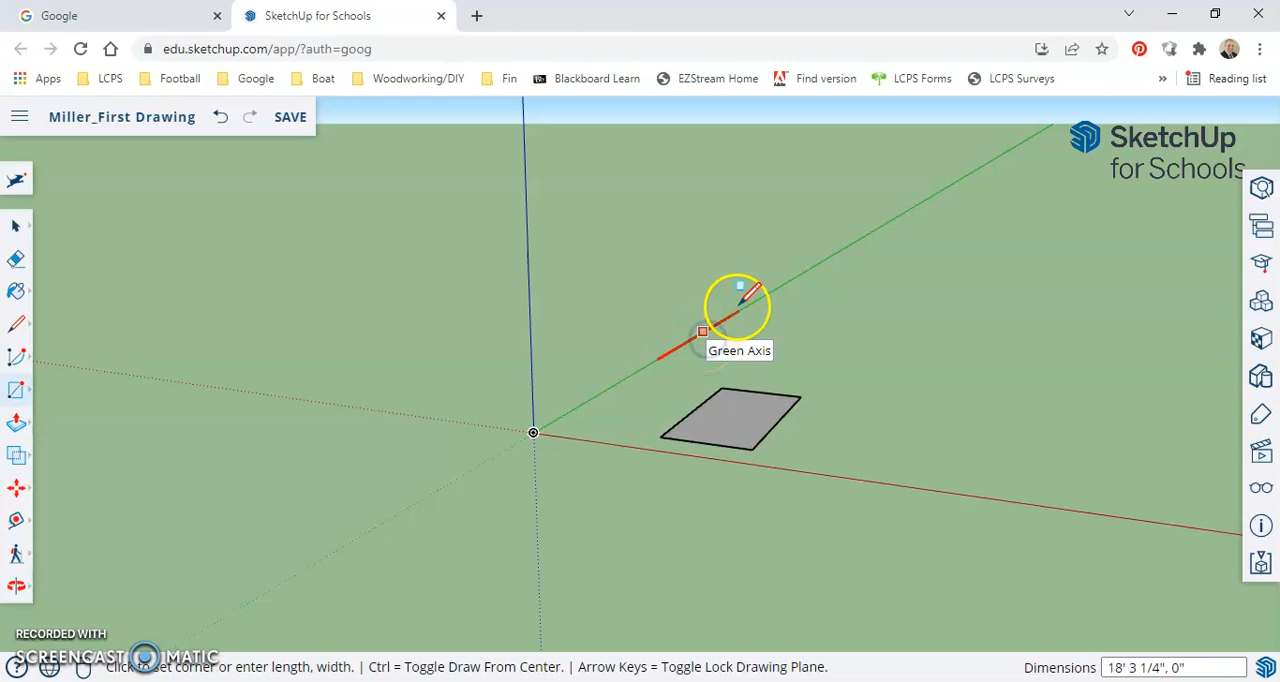 Google
SketchUp for Schools
edu.sketchup.com/app/?auth=goog
Apps
LCPS
Football
Google
Boat
Woodworking/DIY
Fin
Blackboard Learn
EZStream Home
Find version
LCPS Forms
LCPS Surveys
»
Reading list
Miller_First Drawing
SAVE
SketchUp
for Schools
Green Axis
RECORDED WITH
SCREENCAST MATIC
Click to set corner or enter length, width. | Ctrl = Toggle Draw From Center. | Arrow Keys = Toggle Lock Drawing Plane.
Dimensions
18' 3 1/4", 0"